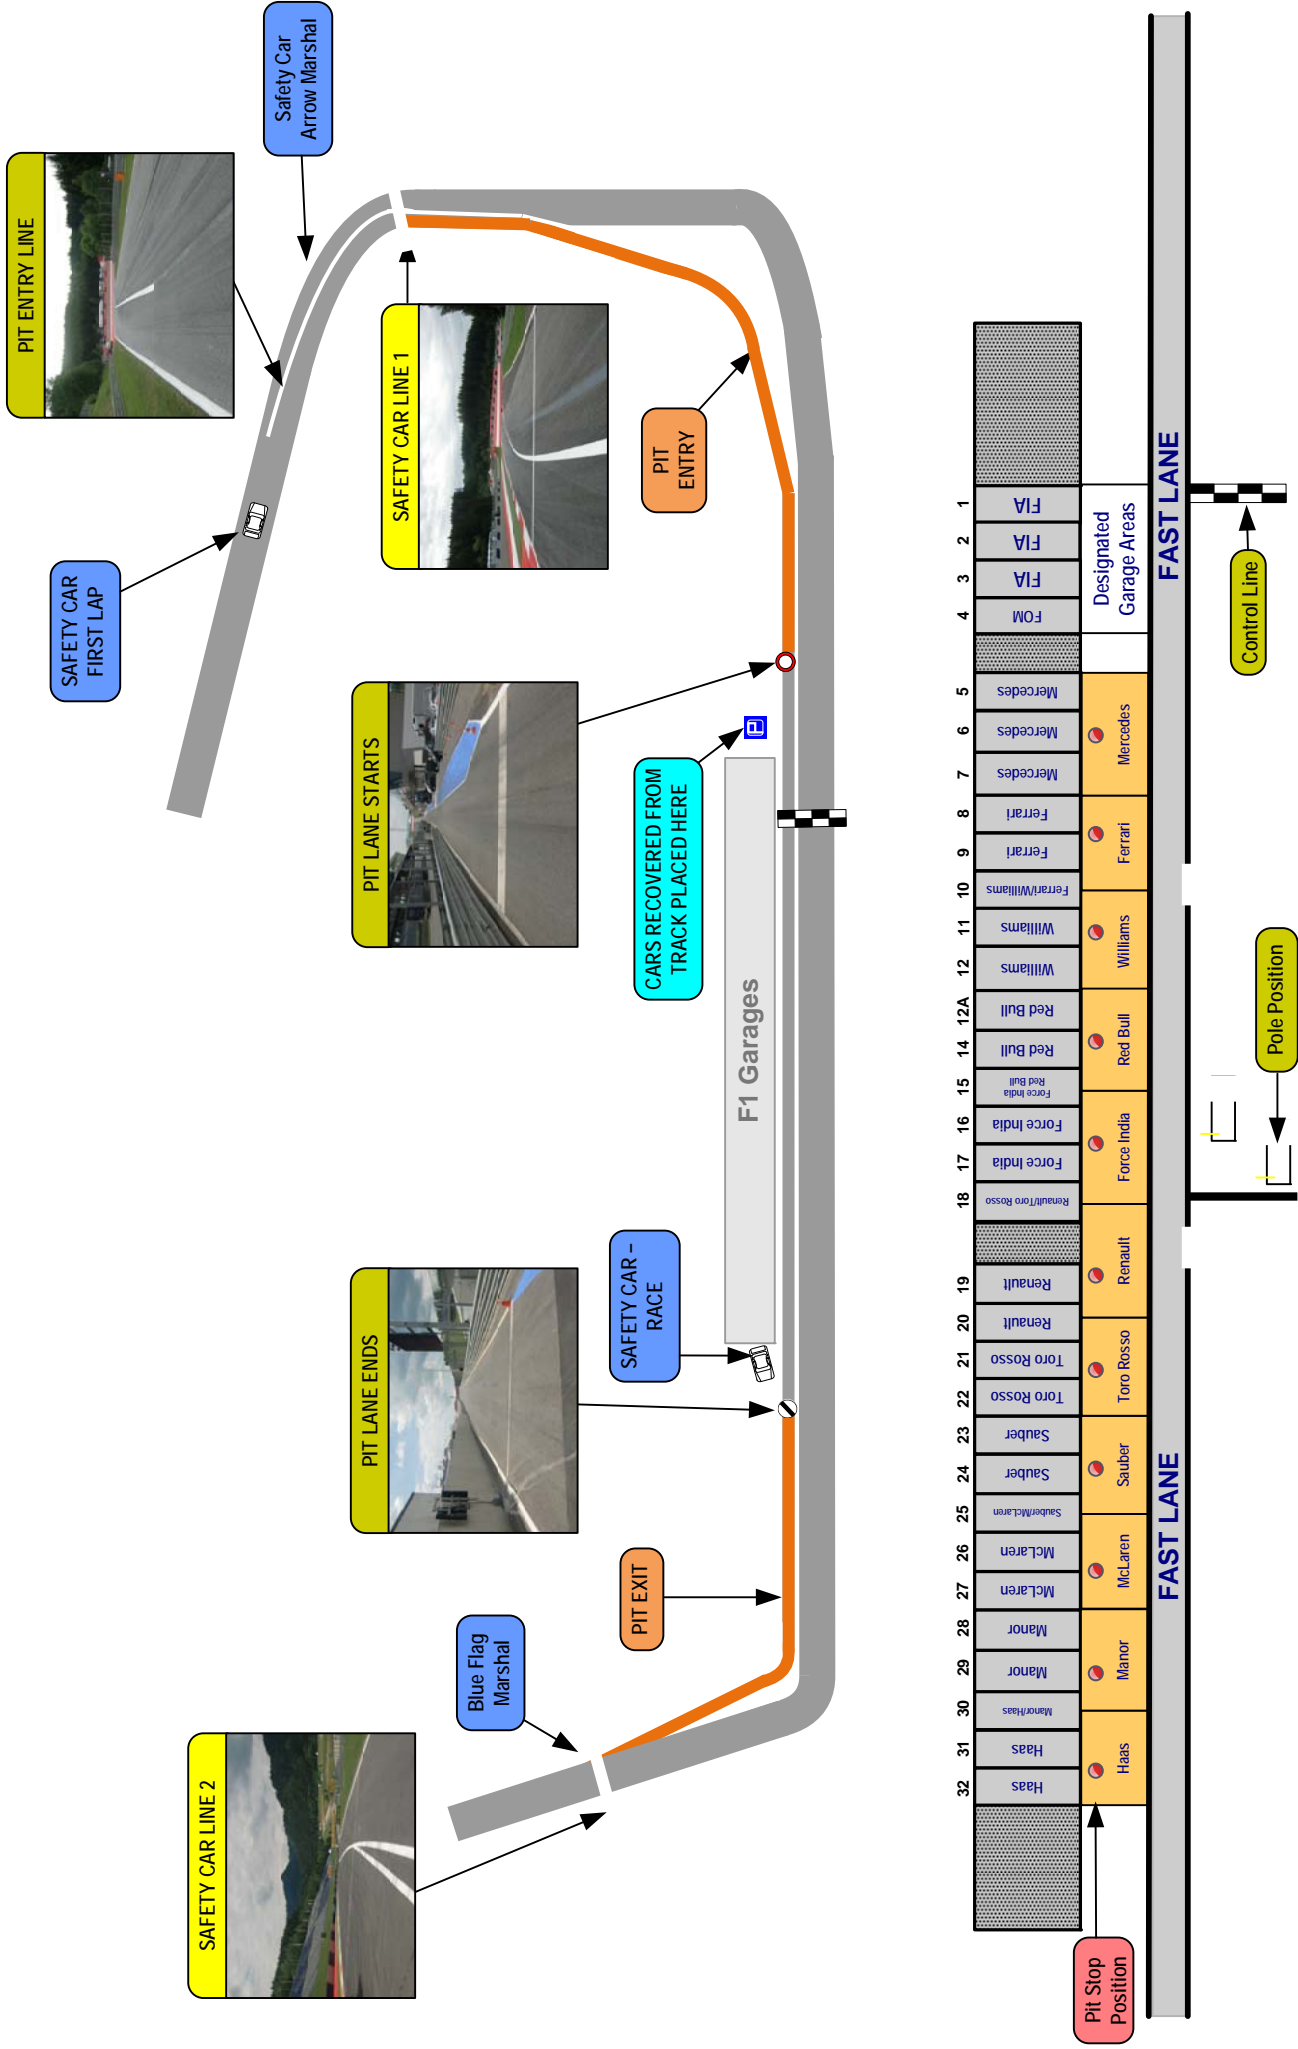 SAFETY CAR LINE 2
Blue Flag
Marshal
PIT EXIT
PIT LANE ENDS
SAFETY CAR –
RACE
F1 Garages
PIT LANE STARTS
CARS RECOVERED FROM
TRACK PLACED HERE
SAFETY CAR
FIRST LAP
SAFETY CAR LINE 1
PIT
ENTRY
PIT ENTRY LINE
Safety Car
Arrow Marshal
32
31
30
29
28
27
26
25
24
23
22
21
20
19
18
17
16
15
14
12A
12
11
10
9
8
7
6
5
4
3
2
1
Haas
Haas
Manor/Haas
Manor
Manor
McLaren
McLaren
Sauber/McLaren
Sauber
Sauber
Toro Rosso
Toro Rosso
Renault
Renault
Renault/Toro Rosso
Force India
Force India
Force India
Red Bull
Red Bull
Red Bull
Williams
Williams
Ferrari/Williams
Ferrari
Ferrari
Mercedes
Mercedes
Mercedes
FOM
FIA
FIA
FIA
Haas
Manor
McLaren
Sauber
Toro Rosso
Renault
Force India
Red Bull
Williams
Ferrari
Mercedes
Designated
Garage Areas
Pit Stop
Position
FAST LANE
FAST LANE
Pole Position
Control Line